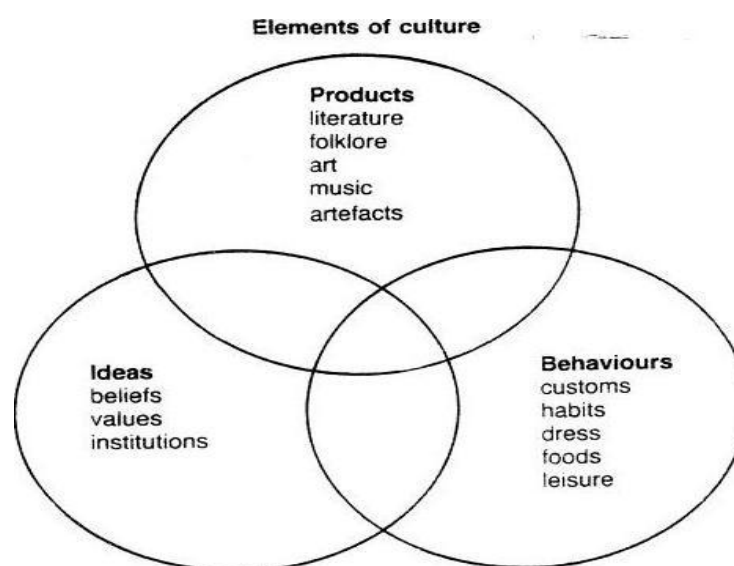 Elements of culture
Products
literature
folklore
art
music
artefacts
Ideas
beliefs
values
institutions
Behaviours
customs
habits
dress
foods
leisure